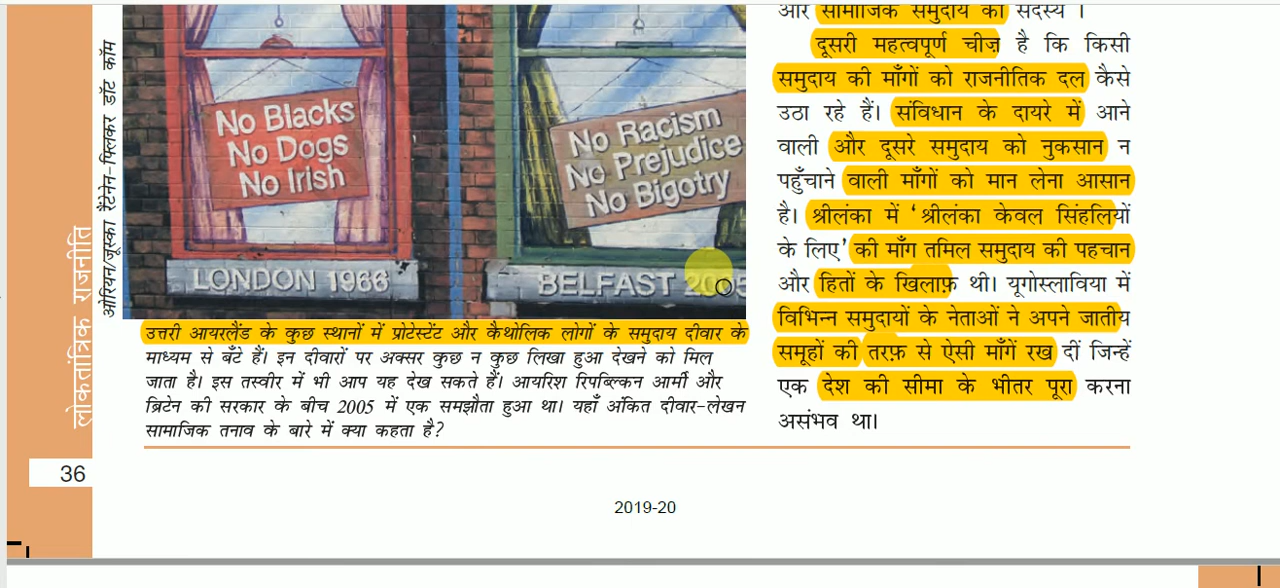 No Blacks
No Dogs
No Irish
LONDON 1966
No Racism
No Prejudice
No Bigotry
BELFAST 2005
ओरियन/जूस्का रैंटेनेन-फ्लिकर डॉट कॉम
लोकतांत्रिक राजनीति
उत्तरी आयरलैंड के कुछ स्थानों में प्रोटेस्टेंट और कैथोलिक लोगों के समुदाय दीवार के
माध्यम से बँटे हैं। इन दीवारों पर अक्सर कुछ न कुछ लिखा हुआ देखने को मिल
जाता है। इस तस्वीर में भी आप यह देख सकते हैं। आयरिश रिपब्लिकन आर्मी और
ब्रिटेन की सरकार के बीच 2005 में एक समझौता हुआ था। यहाँ अंकित दीवार-लेखन
सामाजिक तनाव के बारे में क्या कहता है?
और सामाजिक समुदाय का सदस्य ।
दूसरी महत्वपूर्ण चीज़ है कि किसी
समुदाय की माँगों को राजनीतिक दल कैसे
उठा रहे हैं। संविधान के दायरे में आने
वाली और दूसरे समुदाय को नुकसान न
पहुँचाने वाली माँगों को मान लेना आसान
है। श्रीलंका में 'श्रीलंका केवल सिंहलियों
के लिए' की माँग तमिल समुदाय की पहचान
और हितों के खिलाफ़ थी। यूगोस्लाविया में
विभिन्न समुदायों के नेताओं ने अपने जातीय
समूहों की तरफ़ से ऐसी माँगें रख दीं जिन्हें
एक देश की सीमा के भीतर पूरा करना
असंभव था।
36
2019-20